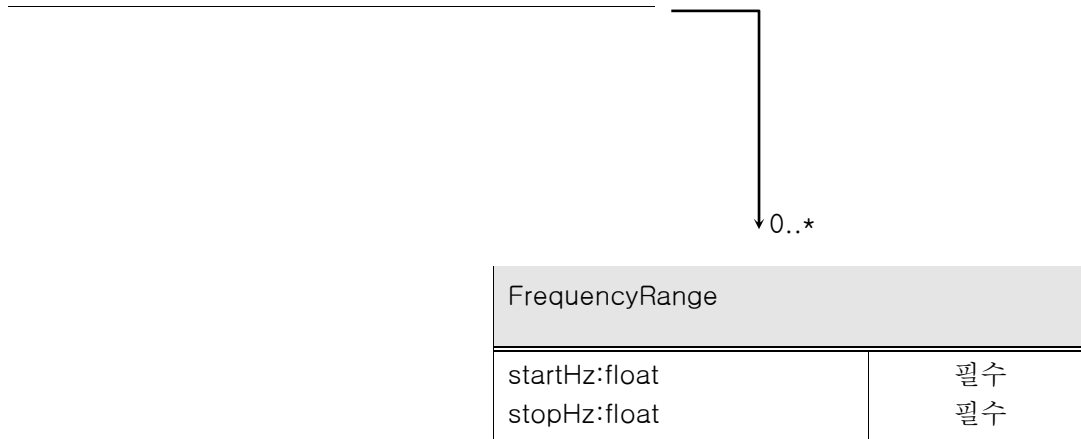 0..*
FrequencyRange
startHz:float 필수
stopHz:float 필수